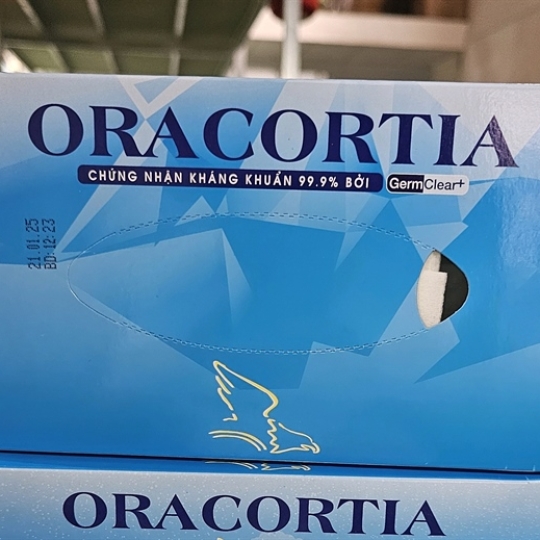 ORACORTIA
CHỨNG NHẬN KHÁNG KHUẨN 99.9% BỞI GermClear+
21.01.25
BD:12:23
ORACORTIA